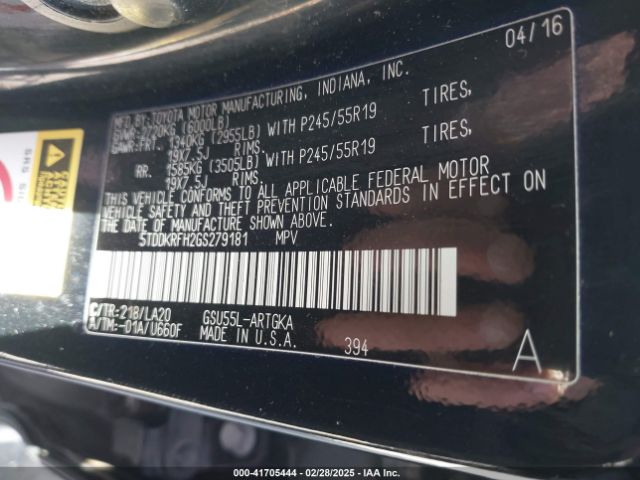 04/16
MFD. BY: TOYOTA MOTOR MANUFACTURING, INDIANA, INC.
GVWR: 2720KG (6000LB)
GAWR: FRT. 1340KG (2955LB) WITH P245/55R19 TIRES,
19X7.5J RIMS.
RR. 1585KG (3505LB) WITH P245/55R19 TIRES,
19X7.5J RIMS.
THIS VEHICLE CONFORMS TO ALL APPLICABLE FEDERAL MOTOR
VEHICLE SAFETY AND THEFT PREVENTION STANDARDS IN EFFECT ON
THE DATE OF MANUFACTURE SHOWN ABOVE.
5TDDKRFH2GS279181 MPV
C/TR: 218/LA20 GSU55L-ARTGKA
A/TM: -01A/U660F MADE IN U.S.A. 394
A
SRS
000-41705444 - 02/28/2025 - IAA Inc.